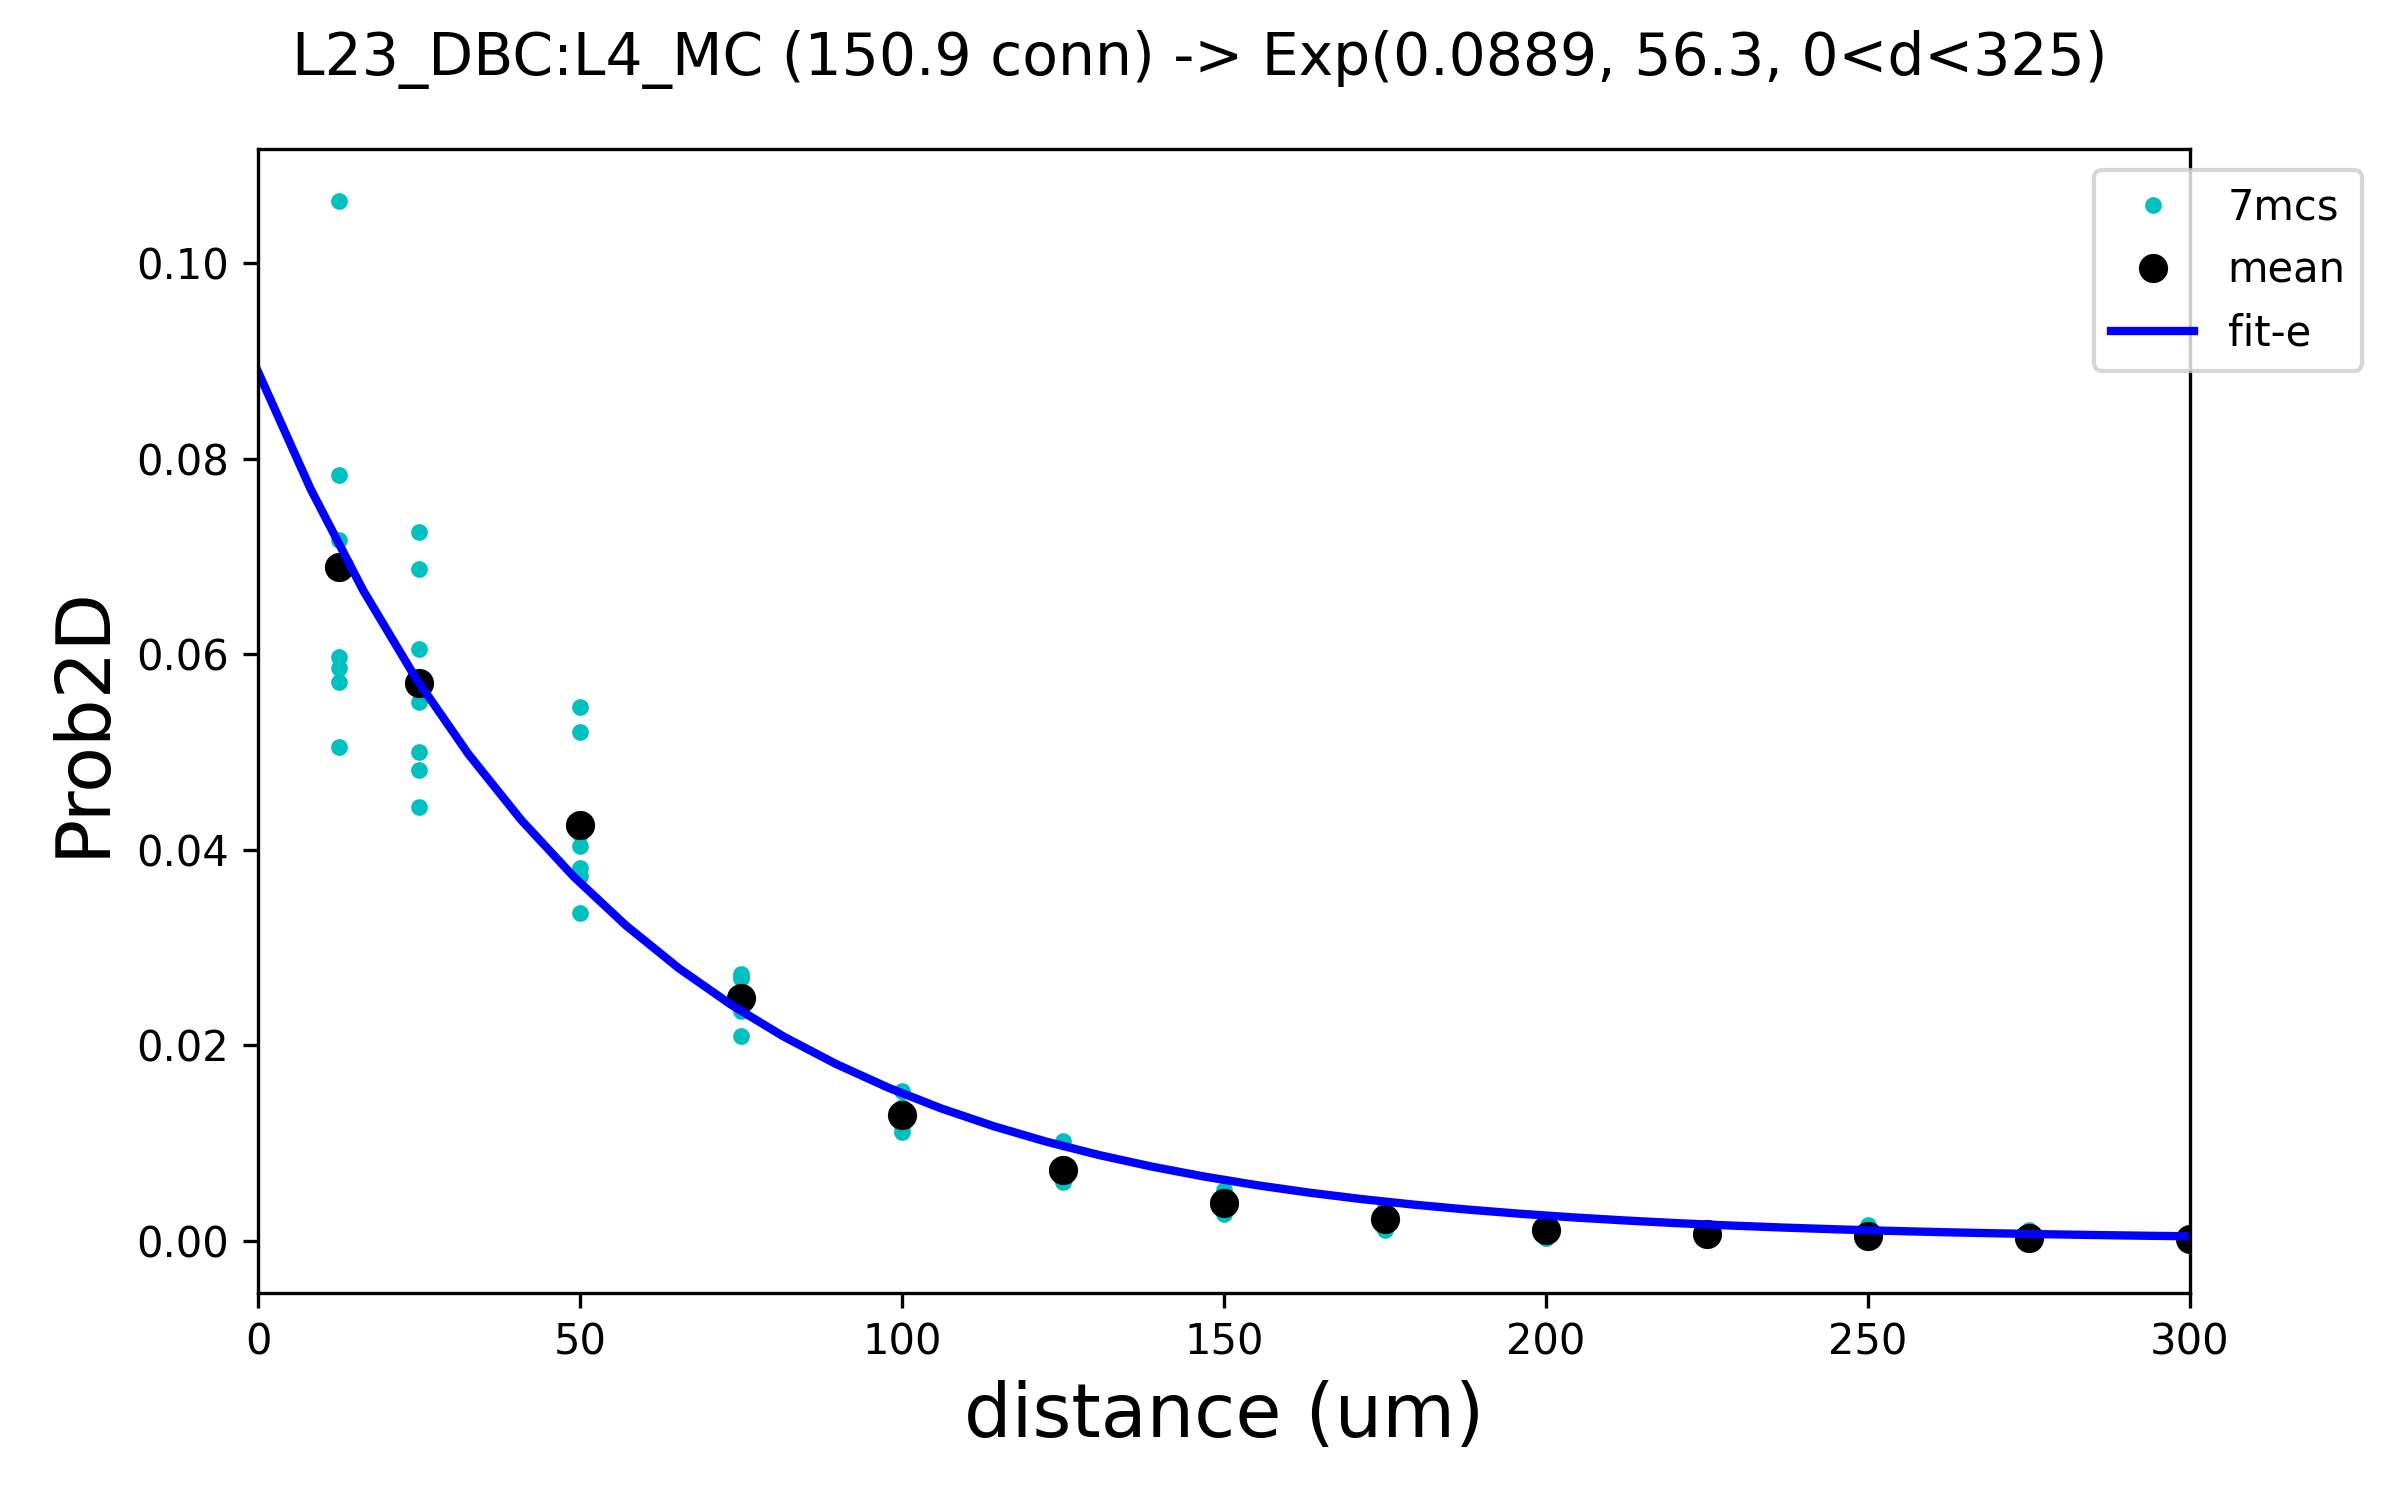 L23_DBC:L4_MC (150.9 conn) -> Exp(0.0889, 56.3, 0<d<325)
7mcs
mean
fit-e
Prob2D
0.10
0.08
0.06
0.04
0.02
0.00
0 50 100 150 200 250 300
distance (um)